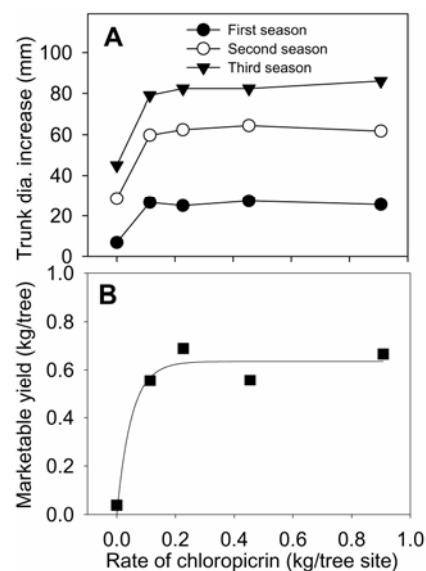 A
First season
Second season
Third season
Trunk dia. increase (mm)
100
80
60
40
20
0
B
Marketable yield (kg/tree)
1.0
0.8
0.6
0.4
0.2
0.0
0.0 0.2 0.4 0.6 0.8 1.0
Rate of chloropicrin (kg/tree site)